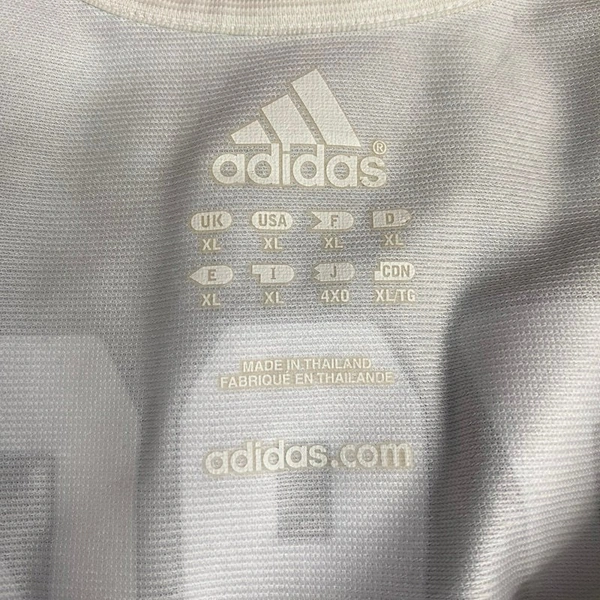 adidas®
UK USA F D
XL XL XL XL
E I J CDN
XL XL 4XO XL/TG
MADE IN THAILAND
FABRIQUÉ EN THAILANDE
adidas.com